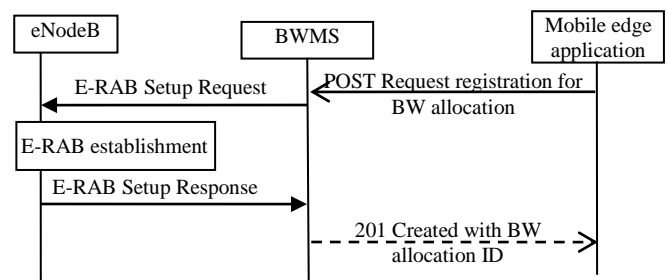 eNodeB
BWMS
Mobile edge
application
E-RAB Setup Request
POST Request registration for
BW allocation
E-RAB establishment
E-RAB Setup Response
201 Created with BW
allocation ID